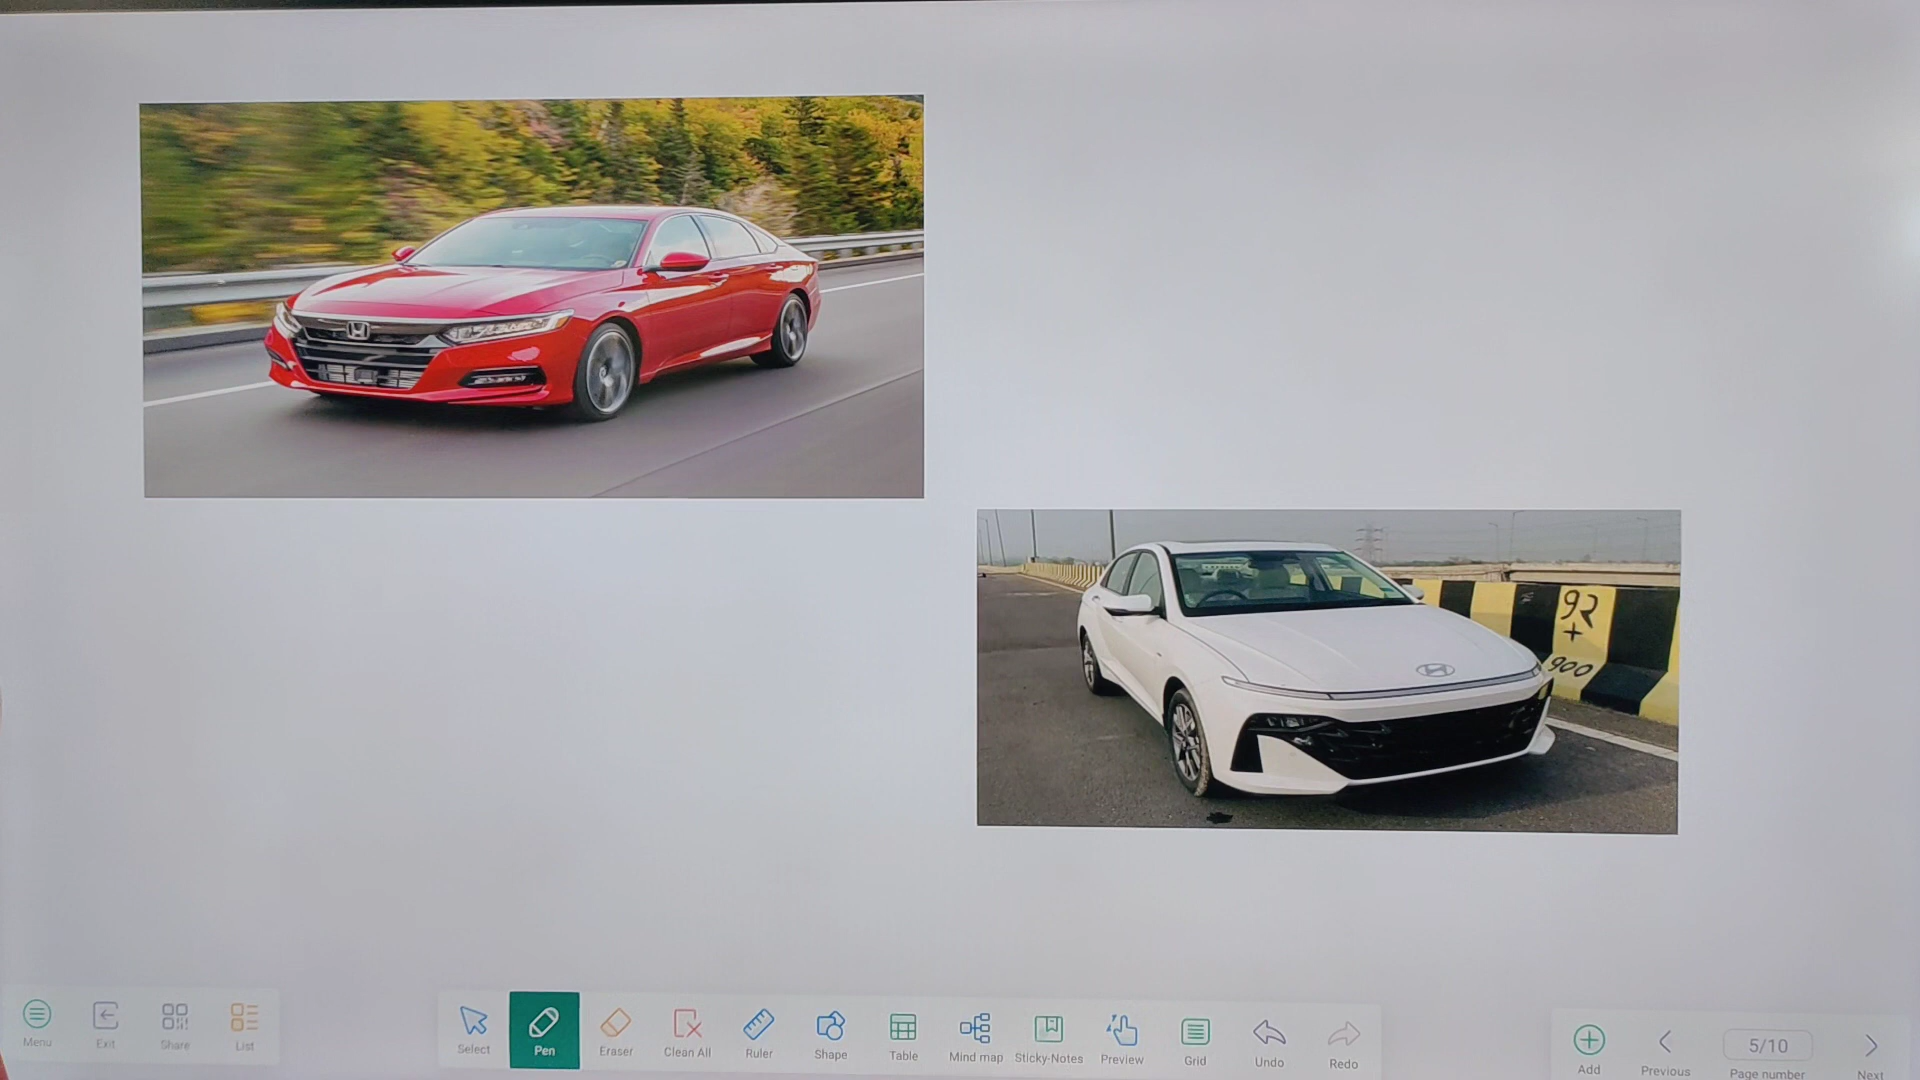 92
+
900
Menu
Exit
Share
List
Select
Pen
Eraser
Clean All
Ruler
Shape
Table
Mind map
Sticky-Notes
Preview
Grid
Undo
Redo
Add
Previous
5/10
Page number
Next